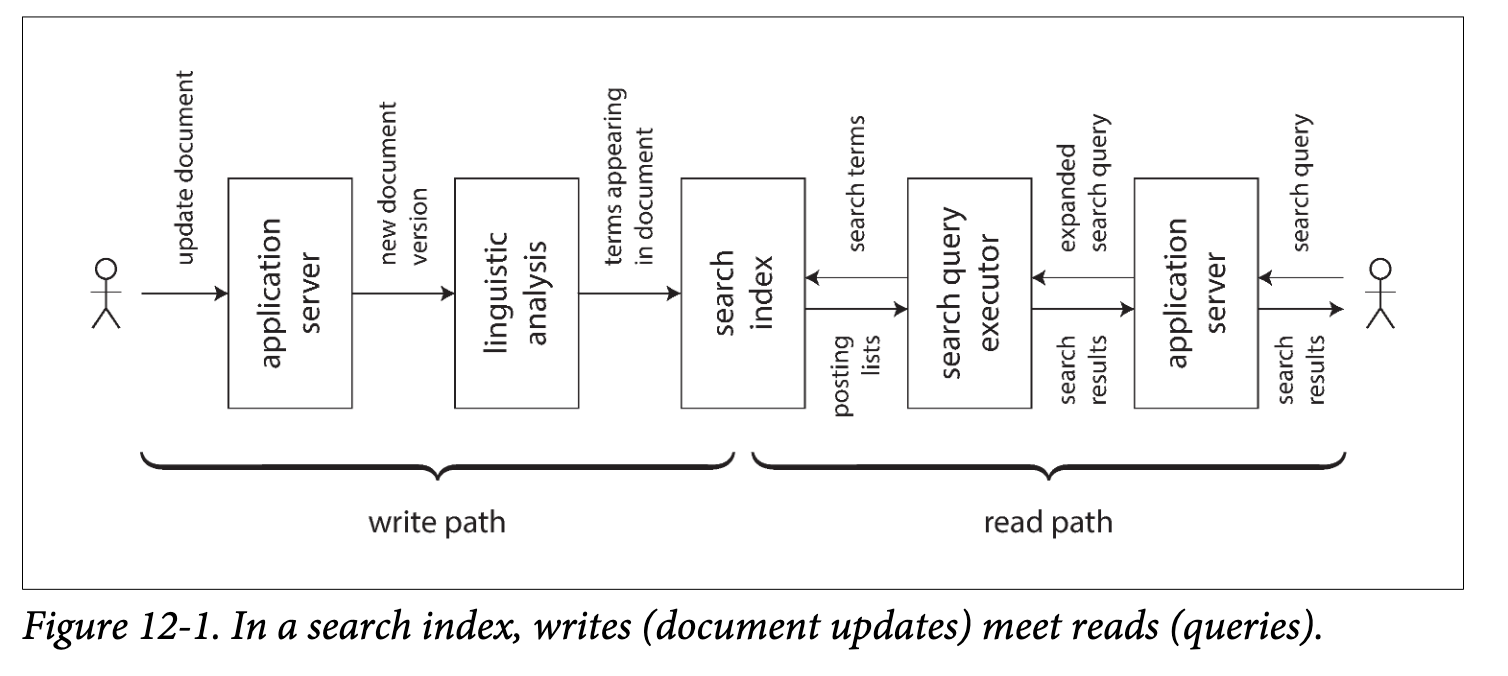 update document
application
server
new document
version
linguistic
analysis
terms appearing
in document
search
index
search terms
posting
lists
search query
executor
expanded
search query
search
results
application
server
search query
search
results
write path
read path
Figure 12-1. In a search index, writes (document updates) meet reads (queries).